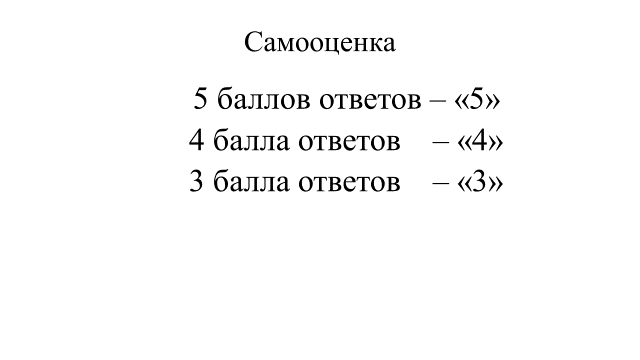 Самооценка
5 баллов ответов – «5»
4 балла ответов – «4»
3 балла ответов – «3»